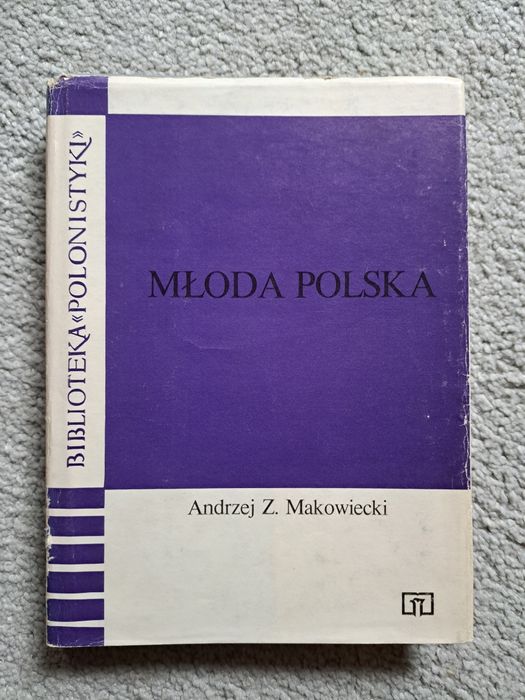 BIBLIOTEKA «POLONISTYKI»
MŁODA POLSKA
Andrzej Z. Makowiecki